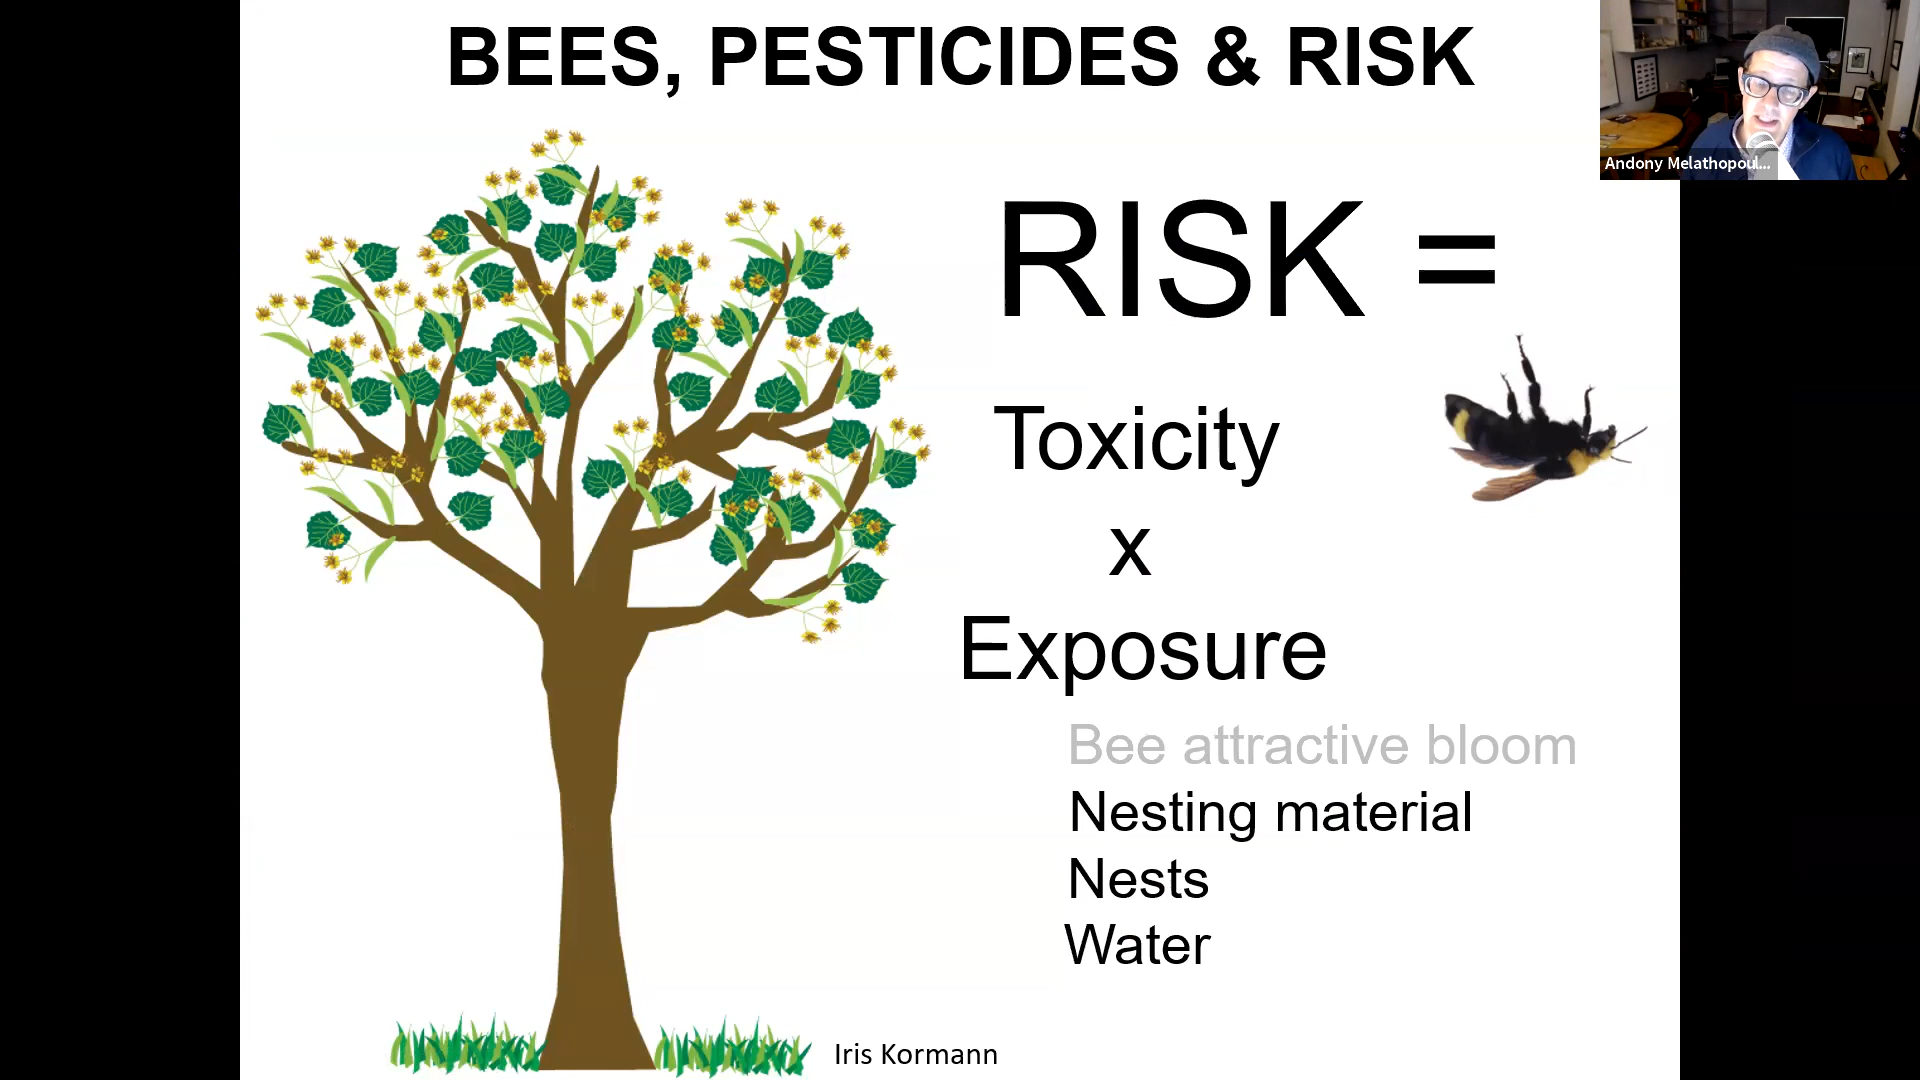 BEES, PESTICIDES & RISK
Andony Melathopoul...
RISK =
Toxicity
x
Exposure
Bee attractive bloom
Nesting material
Nests
Water
Iris Kormann